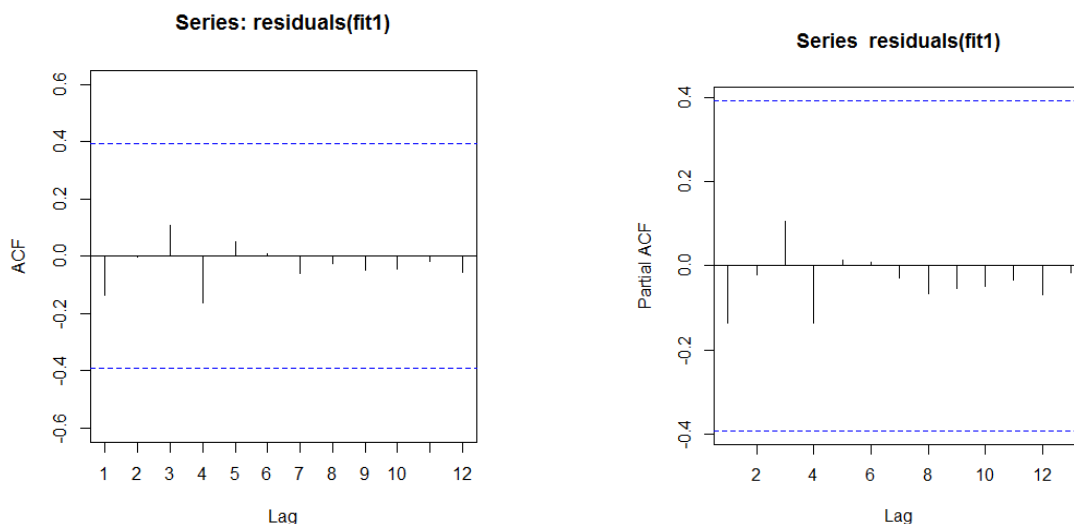 Series: residuals(fit1)
ACF
0.6
0.4
0.2
0.0
-0.2
-0.4
-0.6
1 2 3 4 5 6 7 8 9 10 12
Lag
Series residuals(fit1)
Partial ACF
0.4
0.2
0.0
-0.2
-0.4
2 4 6 8 10 12
Lag